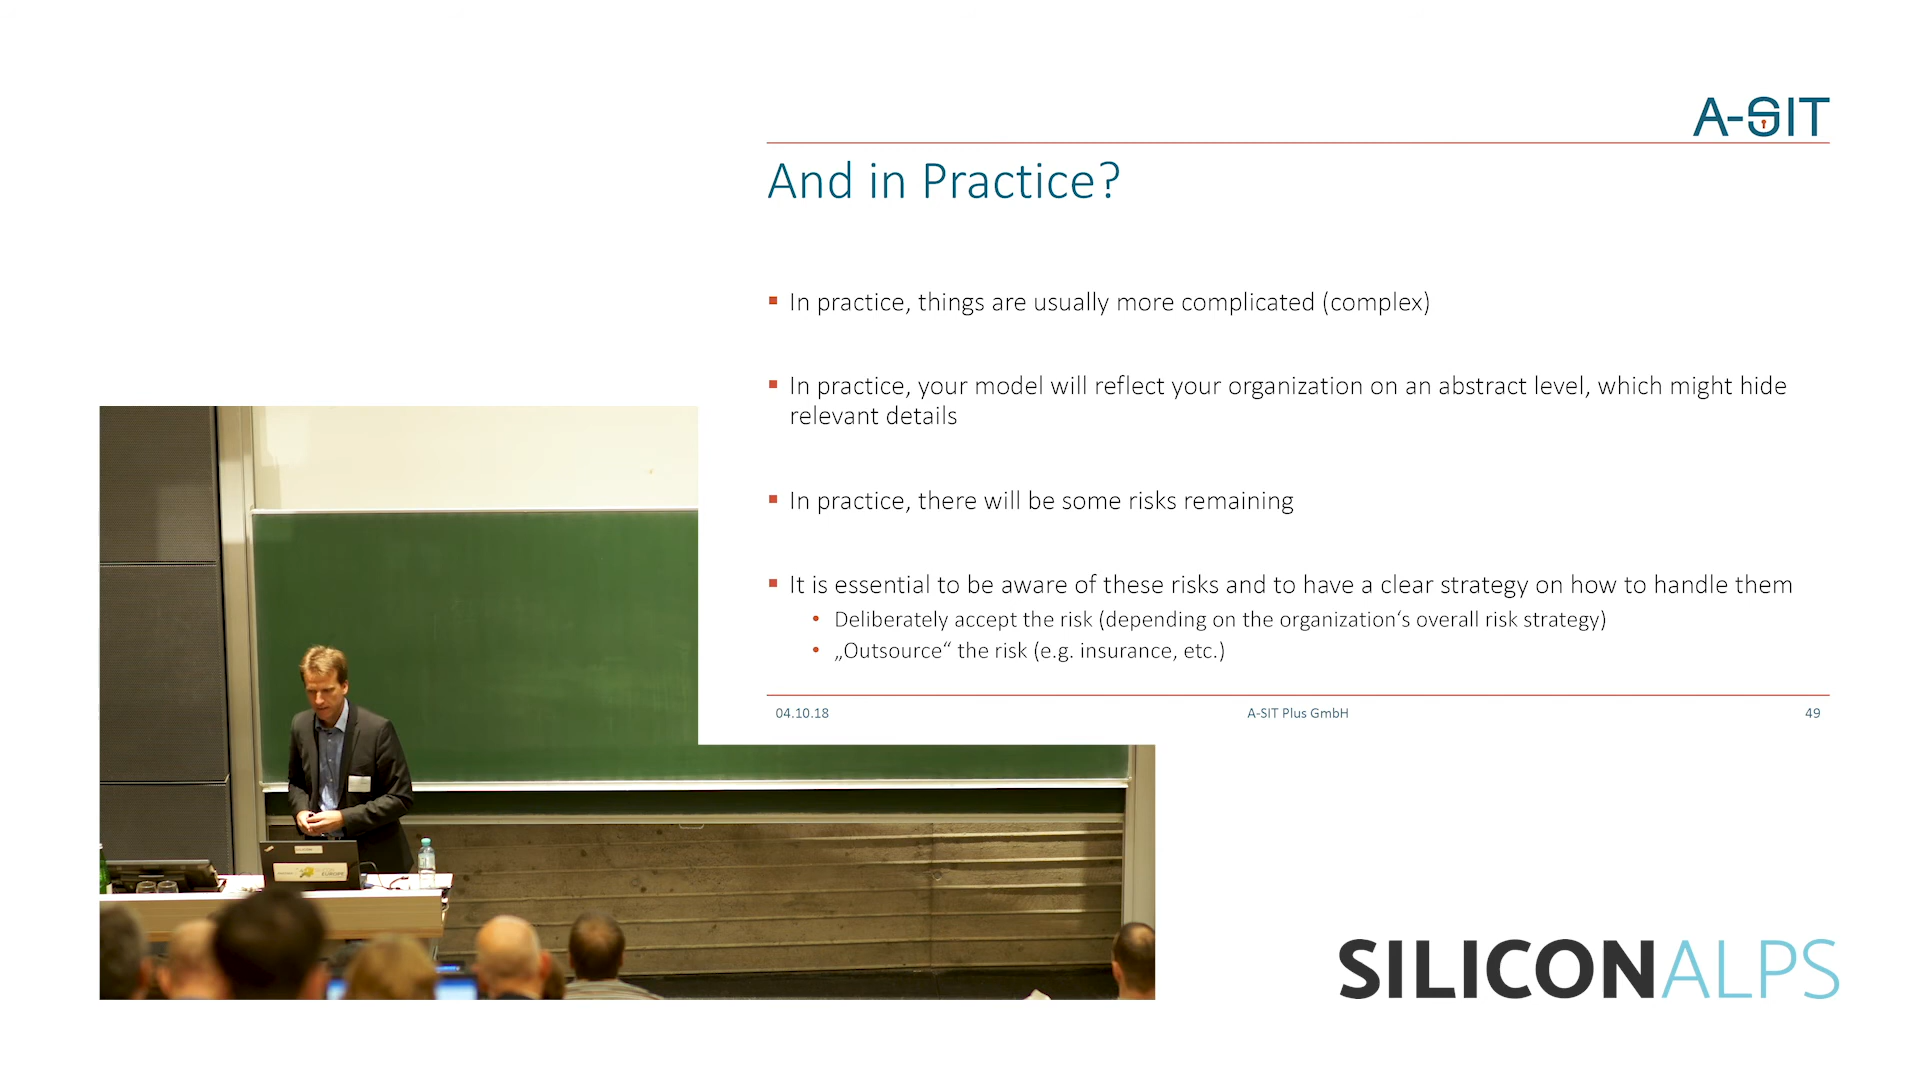 A-SIT
And in Practice?
▪ In practice, things are usually more complicated (complex)
▪ In practice, your model will reflect your organization on an abstract level, which might hide
relevant details
▪ In practice, there will be some risks remaining
▪ It is essential to be aware of these risks and to have a clear strategy on how to handle them
• Deliberately accept the risk (depending on the organization‘s overall risk strategy)
• „Outsource“ the risk (e.g. insurance, etc.)
04.10.18 A-SIT Plus GmbH 49
SILICONALPS